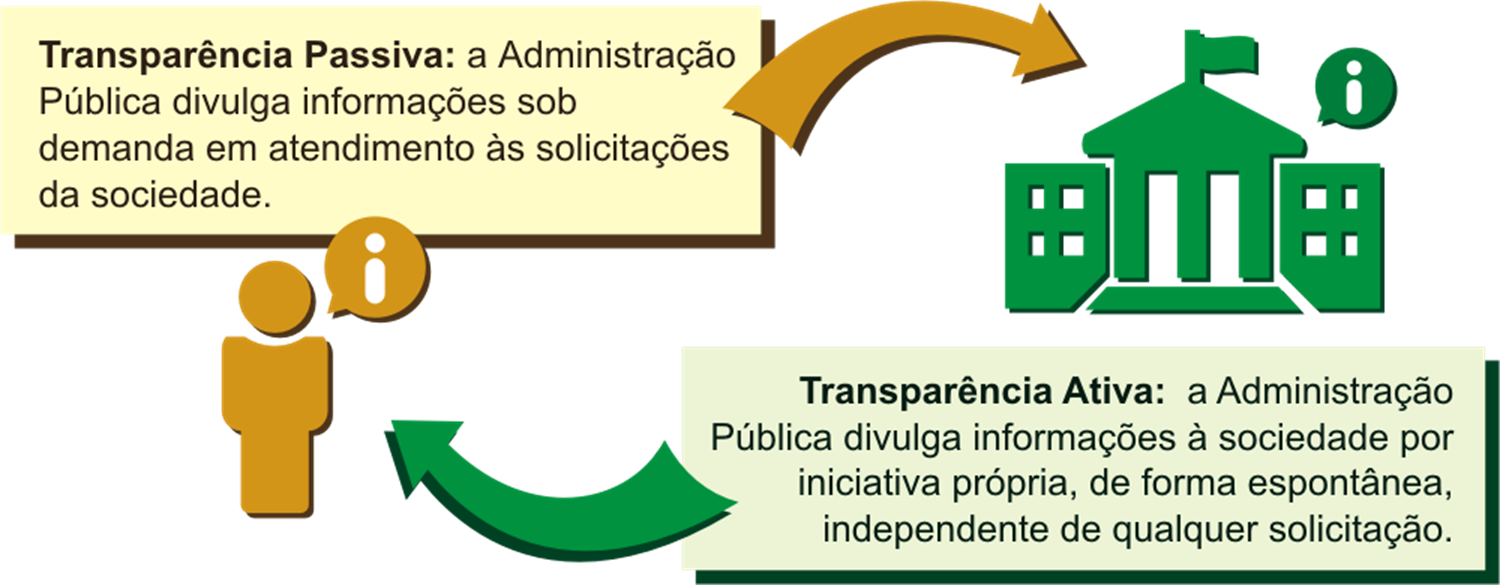 Transparência Passiva: a Administração
Pública divulga informações sob
demanda em atendimento às solicitações
da sociedade.
Transparência Ativa: a Administração
Pública divulga informações à sociedade por
iniciativa própria, de forma espontânea,
independente de qualquer solicitação.